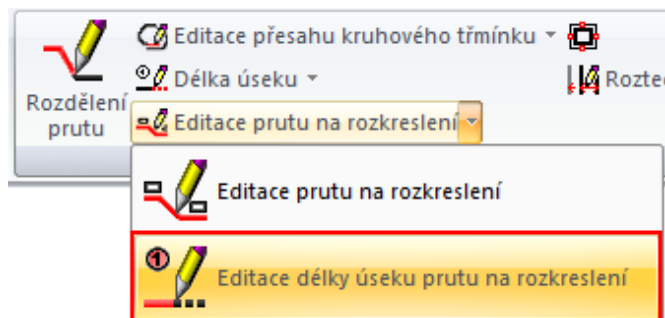 Editace přesahu kruhového třmínku
Délka úseku
Rozdělení
prutu
Editace prutu na rozkreslení
Editace prutu na rozkreslení
Editace délky úseku prutu na rozkreslení